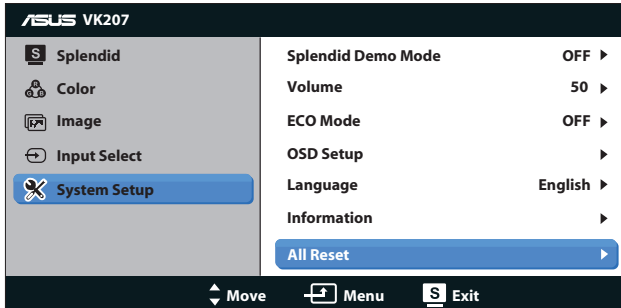 ASUS VK207
S Splendid
Color
Image
Input Select
System Setup
Splendid Demo Mode OFF
Volume 50
ECO Mode OFF
OSD Setup
Language English
Information
All Reset
Move Menu S Exit